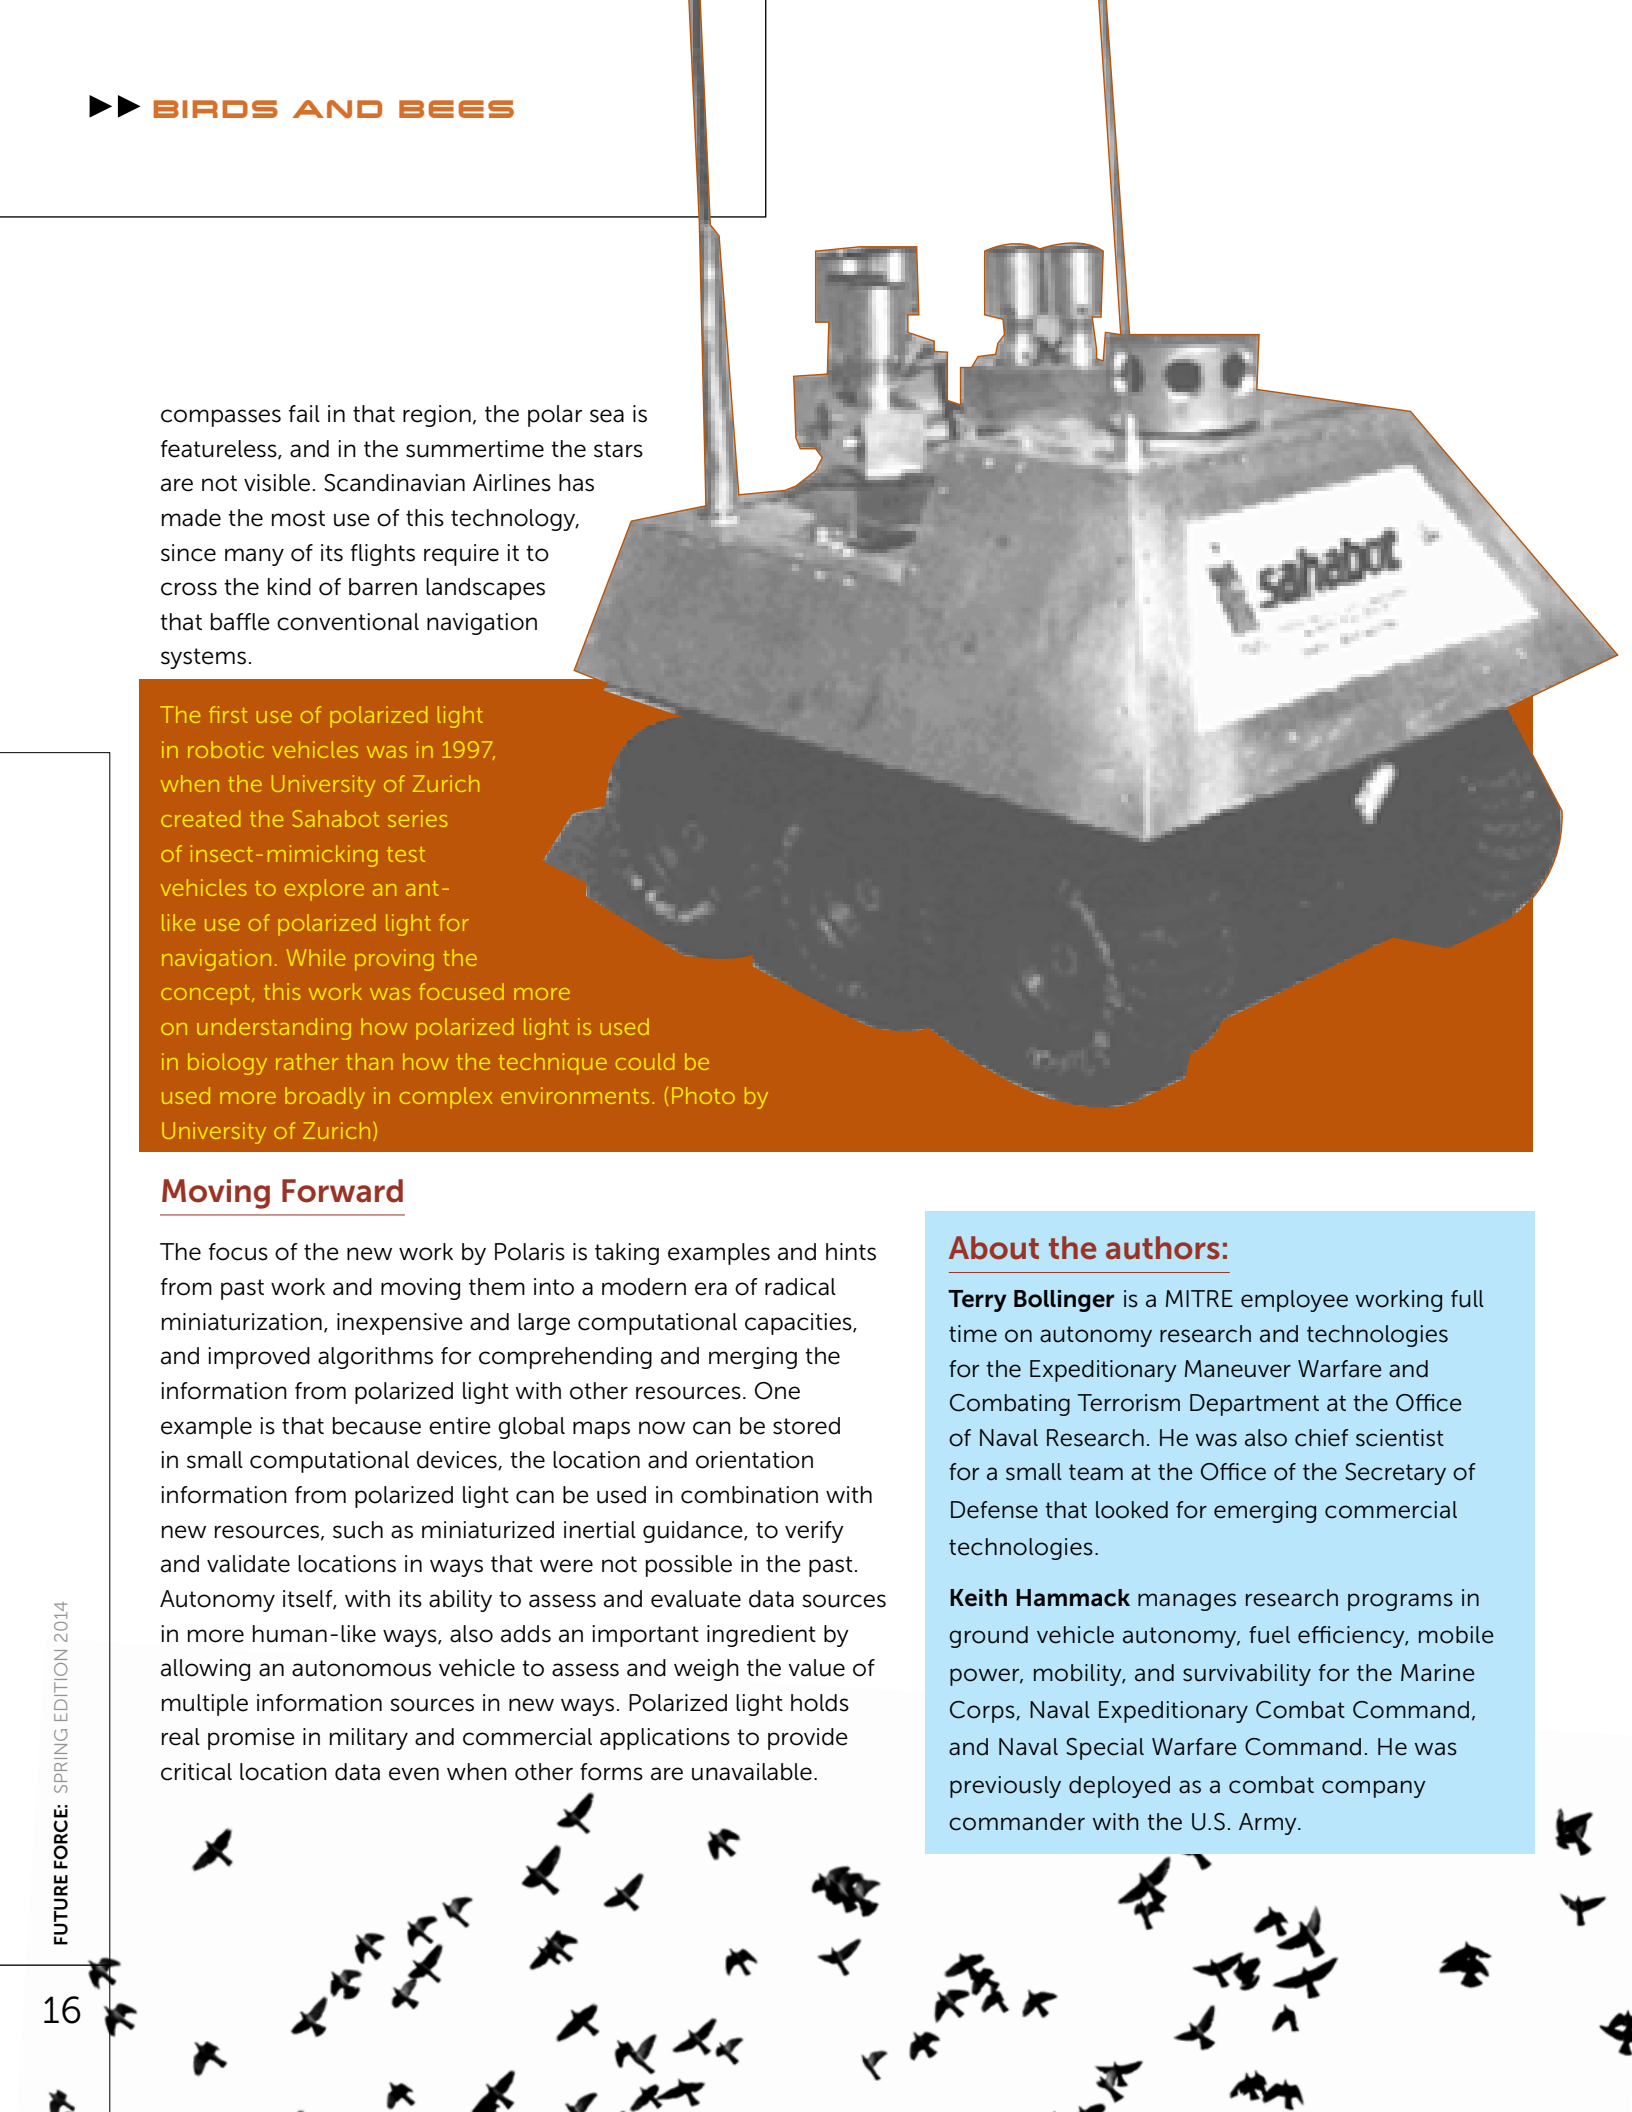 BIRDS AND BEES
compasses fail in that region, the polar sea is
featureless, and in the summertime the stars
are not visible. Scandinavian Airlines has
made the most use of this technology,
since many of its flights require it to
cross the kind of barren landscapes
that baffle conventional navigation
systems.
sahabot
The first use of polarized light
in robotic vehicles was in 1997,
when the University of Zurich
created the Sahabot series
of insect-mimicking test
vehicles to explore an ant-
like use of polarized light for
navigation. While proving the
concept, this work was focused more
on understanding how polarized light is used
in biology rather than how the technique could be
used more broadly in complex environments. (Photo by
University of Zurich)
Moving Forward
The focus of the new work by Polaris is taking examples and hints
from past work and moving them into a modern era of radical
miniaturization, inexpensive and large computational capacities,
and improved algorithms for comprehending and merging the
information from polarized light with other resources. One
example is that because entire global maps now can be stored
in small computational devices, the location and orientation
information from polarized light can be used in combination with
new resources, such as miniaturized inertial guidance, to verify
and validate locations in ways that were not possible in the past.
Autonomy itself, with its ability to assess and evaluate data sources
in more human-like ways, also adds an important ingredient by
allowing an autonomous vehicle to assess and weigh the value of
multiple information sources in new ways. Polarized light holds
real promise in military and commercial applications to provide
critical location data even when other forms are unavailable.
About the authors:
Terry Bollinger is a MITRE employee working full
time on autonomy research and technologies
for the Expeditionary Maneuver Warfare and
Combating Terrorism Department at the Office
of Naval Research. He was also chief scientist
for a small team at the Office of the Secretary of
Defense that looked for emerging commercial
technologies.
Keith Hammack manages research programs in
ground vehicle autonomy, fuel efficiency, mobile
power, mobility, and survivability for the Marine
Corps, Naval Expeditionary Combat Command,
and Naval Special Warfare Command. He was
previously deployed as a combat company
commander with the U.S. Army.
FUTURE FORCE: SPRING EDITION 2014
16